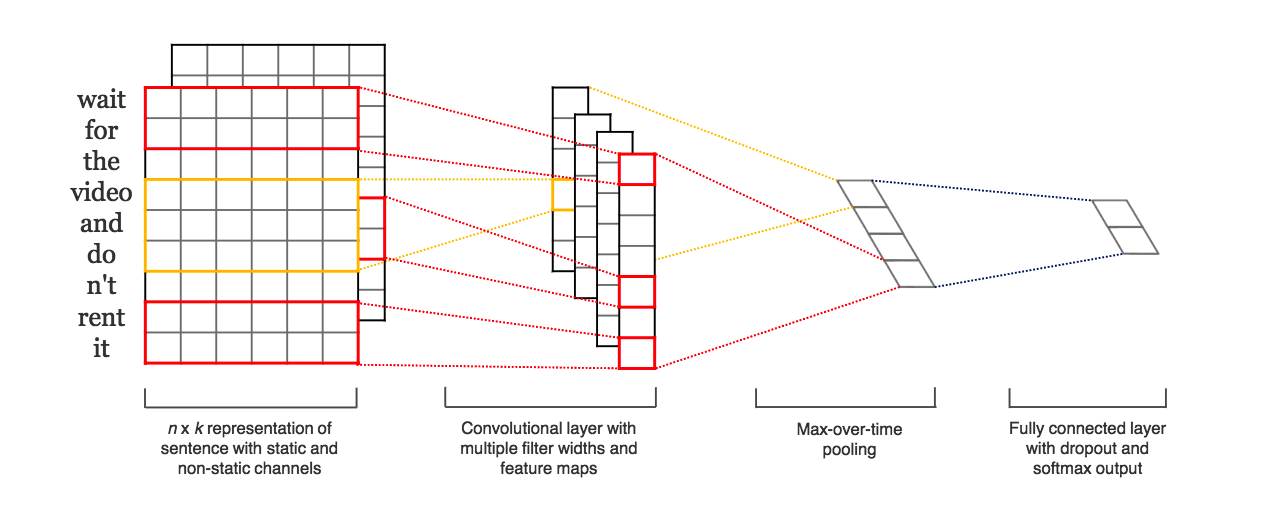 wait
for
the
video
and
do
n't
rent
it
n x k representation of
sentence with static and
non-static channels
Convolutional layer with
multiple filter widths and
feature maps
Max-over-time
pooling
Fully connected layer
with dropout and
softmax output